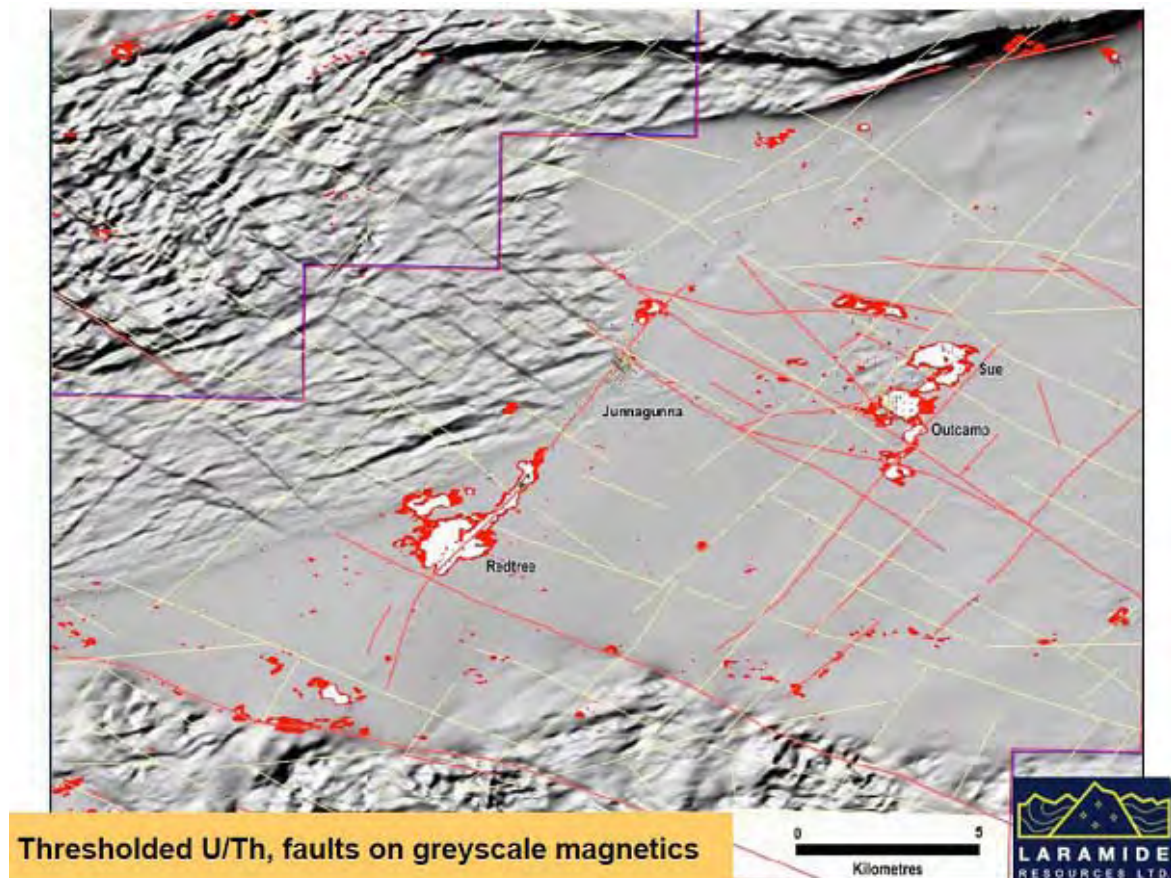 Sue
Junnagunna
Outcamp
Redtree
Thresholded U/Th, faults on greyscale magnetics
0 5
Kilometres
LARAMIDE
RESOURCES LTD